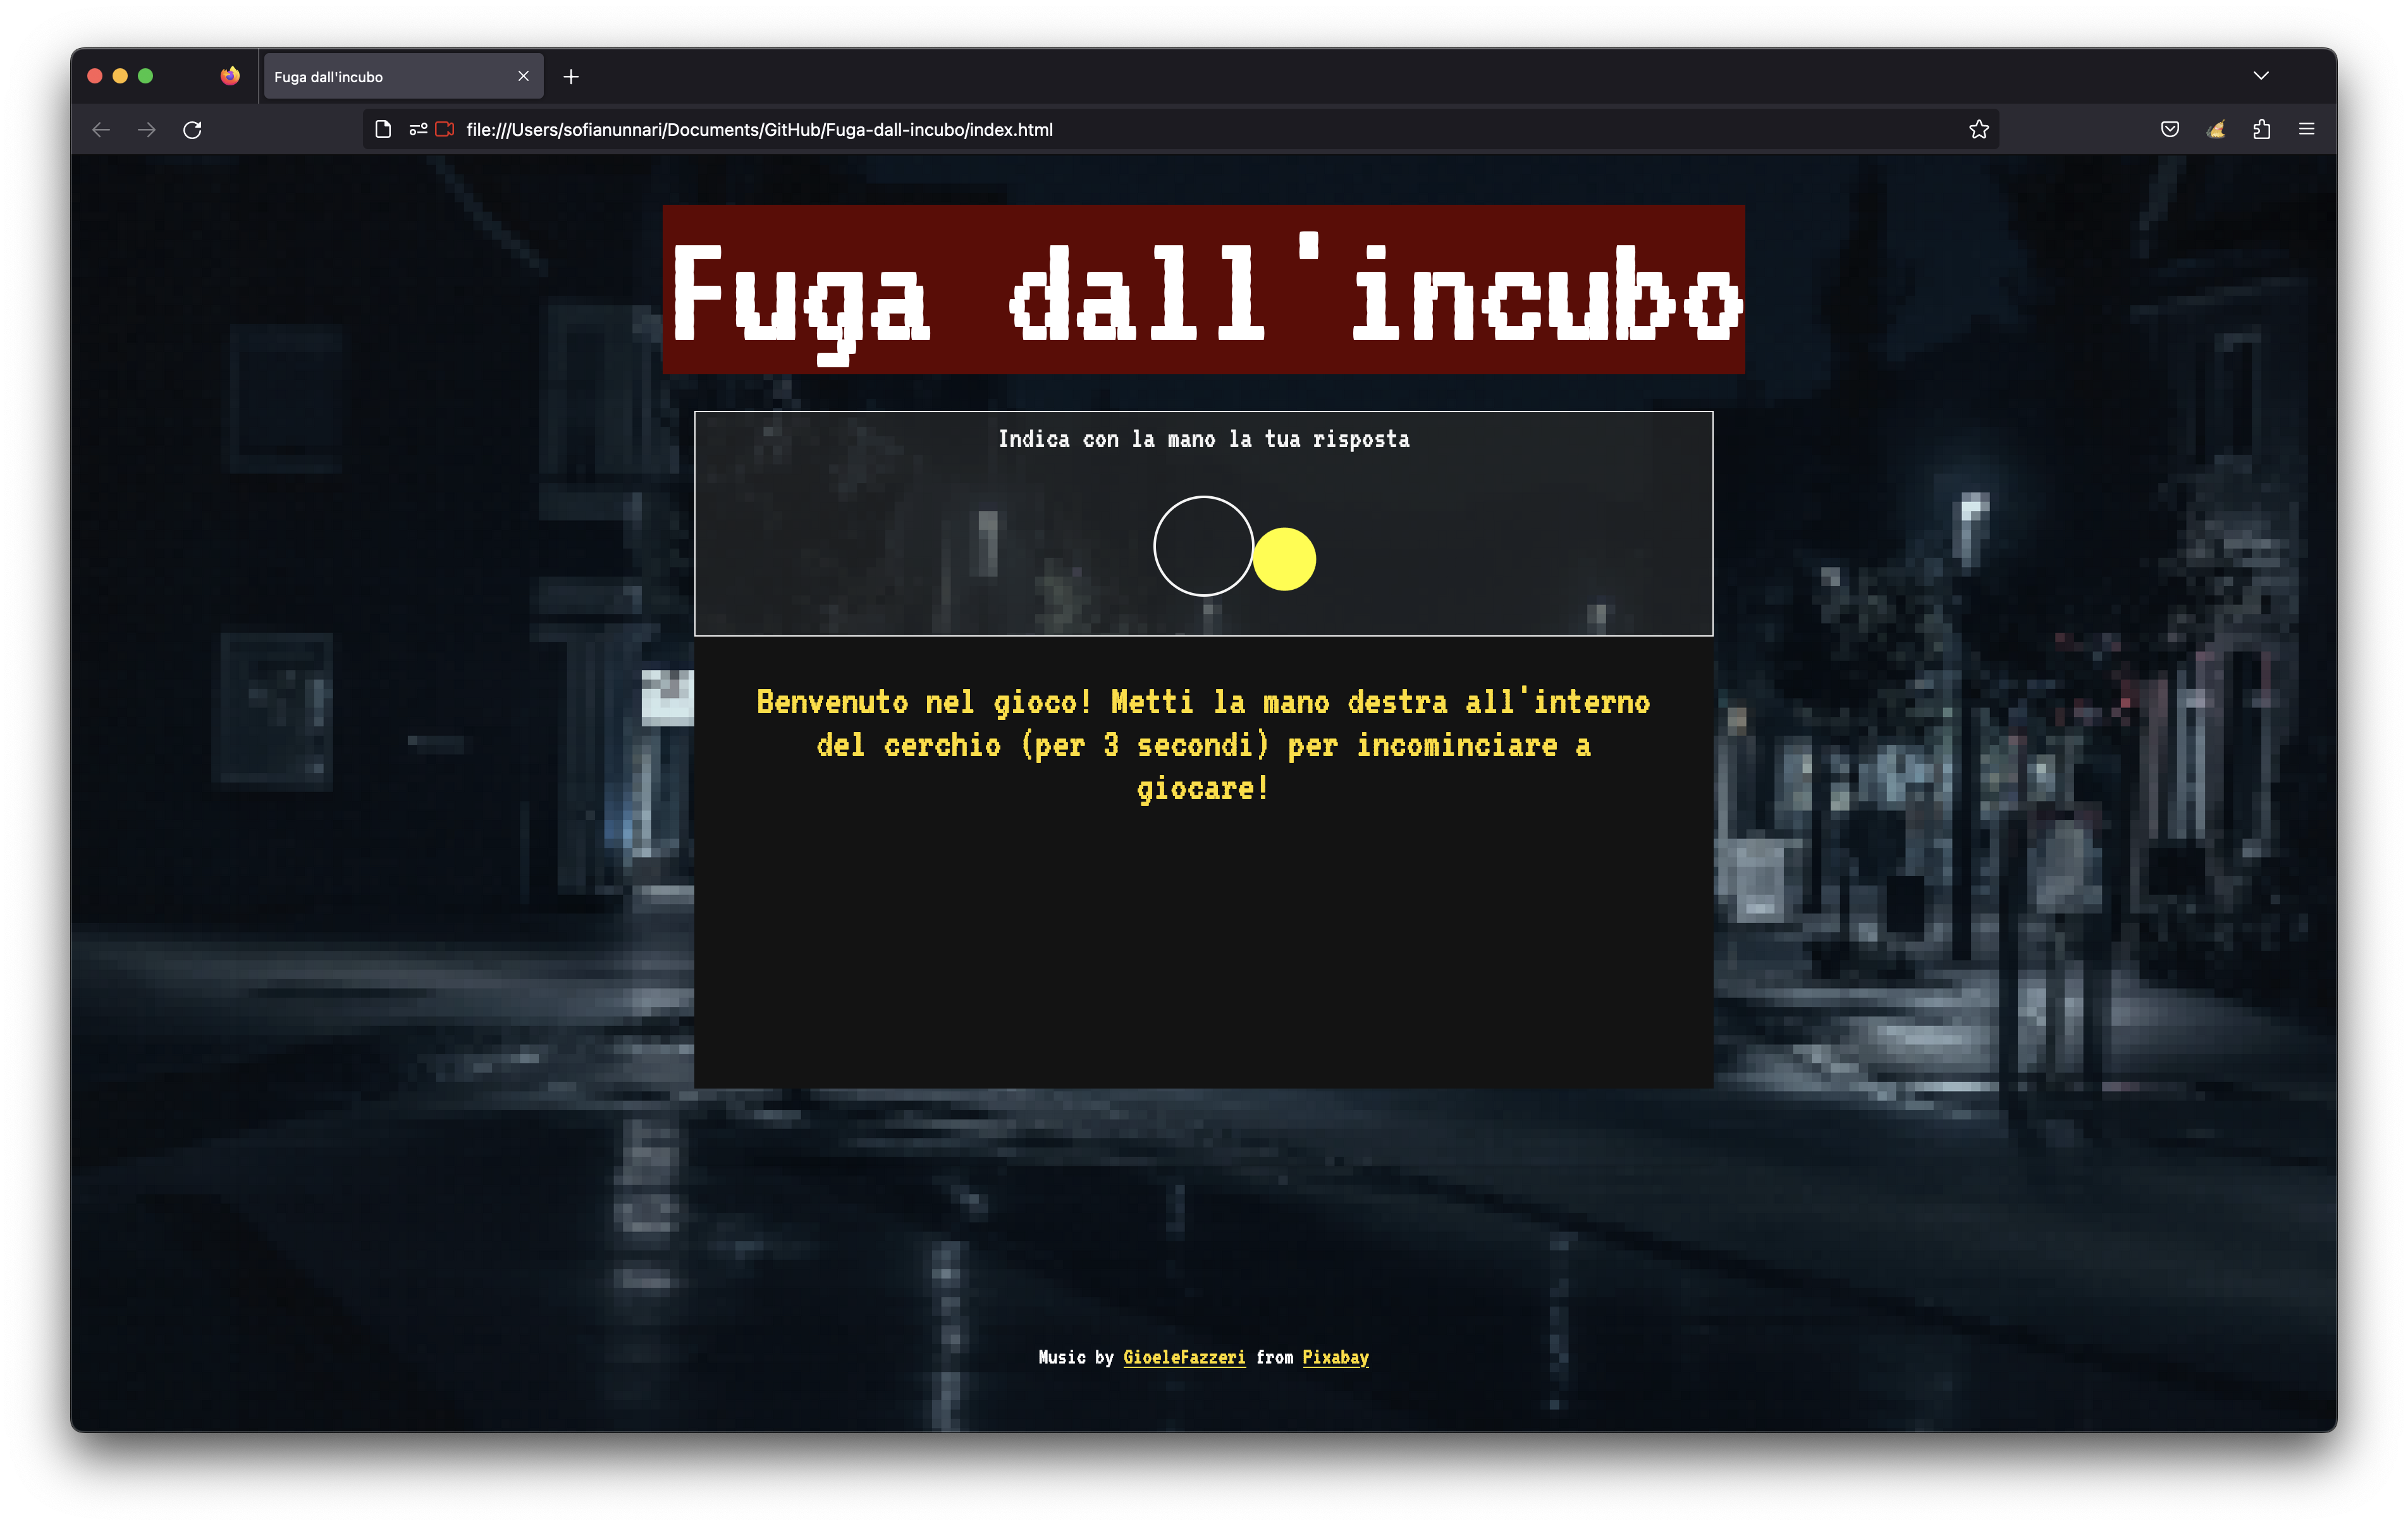 Fuga dall'incubo
file:///Users/sofianunnari/Documents/GitHub/Fuga-dall-incubo/index.html
Fuga dall'incubo
Indica con la mano la tua risposta
Benvenuto nel gioco! Metti la mano destra all'interno
del cerchio (per 3 secondi) per incominciare a
giocare!
Music by GioeleFazzeri from Pixabay